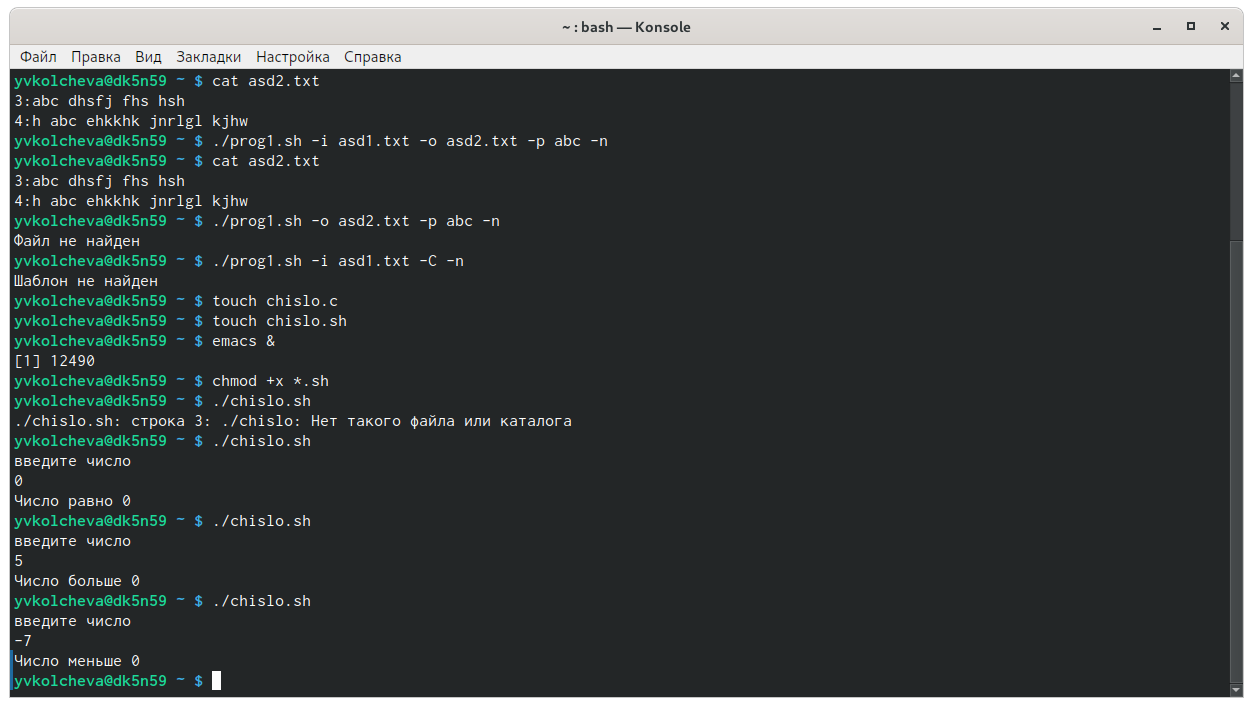 ~ : bash — Konsole
Файл Правка Вид Закладки Настройка Справка
yvkolcheva@dk5n59 ~ $ cat asd2.txt
3:abc dhsfj fhs hsh
4:h abc ehkkhk jnrlgl kjhw
yvkolcheva@dk5n59 ~ $ ./prog1.sh -i asd1.txt -o asd2.txt -p abc -n
yvkolcheva@dk5n59 ~ $ cat asd2.txt
3:abc dhsfj fhs hsh
4:h abc ehkkhk jnrlgl kjhw
yvkolcheva@dk5n59 ~ $ ./prog1.sh -o asd2.txt -p abc -n
Файл не найден
yvkolcheva@dk5n59 ~ $ ./prog1.sh -i asd1.txt -C -n
Шаблон не найден
yvkolcheva@dk5n59 ~ $ touch chislo.c
yvkolcheva@dk5n59 ~ $ touch chislo.sh
yvkolcheva@dk5n59 ~ $ emacs &
[1] 12490
yvkolcheva@dk5n59 ~ $ chmod +x *.sh
yvkolcheva@dk5n59 ~ $ ./chislo.sh
./chislo.sh: строка 3: ./chislo: Нет такого файла или каталога
yvkolcheva@dk5n59 ~ $ ./chislo.sh
введите число
0
Число равно 0
yvkolcheva@dk5n59 ~ $ ./chislo.sh
введите число
5
Число больше 0
yvkolcheva@dk5n59 ~ $ ./chislo.sh
введите число
-7
Число меньше 0
yvkolcheva@dk5n59 ~ $